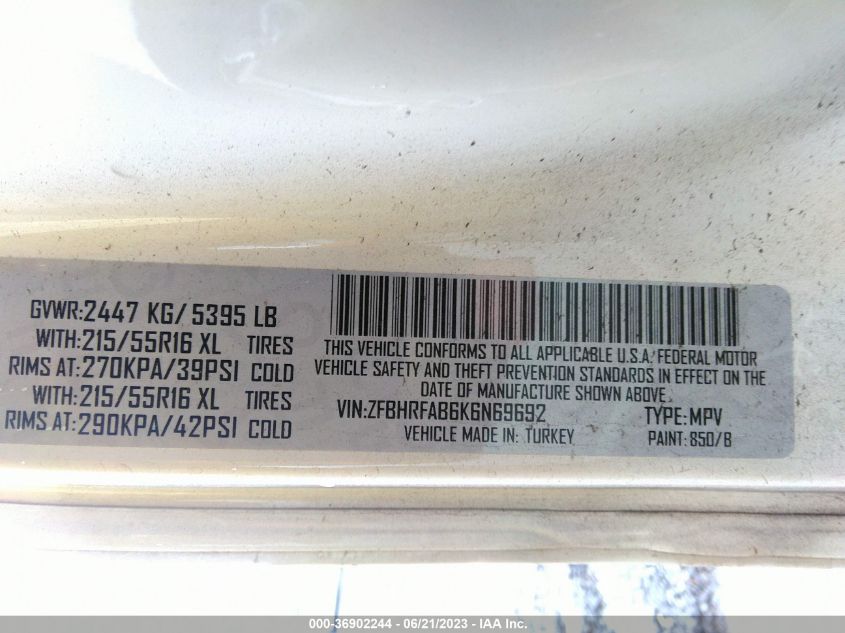 GVWR:2447 KG/5395 LB
WITH:215/55R16 XL TIRES
RIMS AT:270KPA/39PSI COLD
WITH:215/55R16 XL TIRES
RIMS AT:290KPA/42PSI COLD
THIS VEHICLE CONFORMS TO ALL APPLICABLE U.S.A. FEDERAL MOTOR
VEHICLE SAFETY AND THEFT PREVENTION STANDARDS IN EFFECT ON THE
DATE OF MANUFACTURE SHOWN ABOVE.
VIN:ZFBHRFAB6K6N69692 TYPE:MPV
VEHICLE MADE IN: TURKEY PAINT:850/B
000-36902244 - 06/21/2023 - IAA Inc.